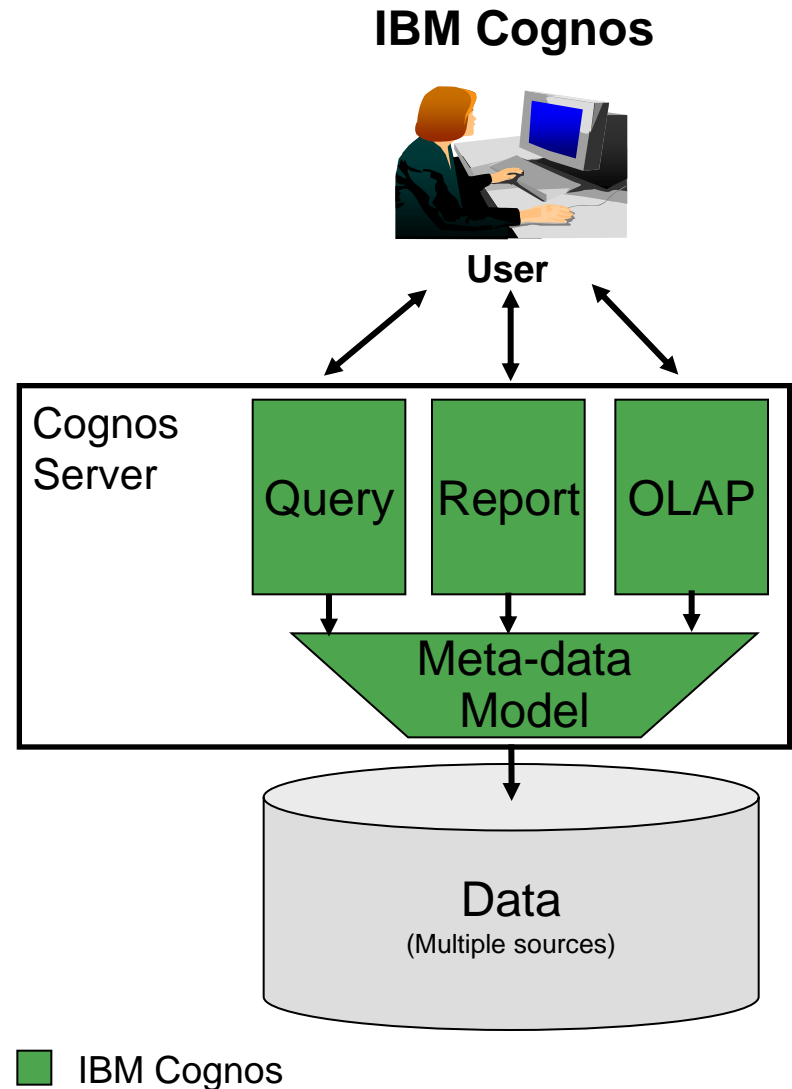 IBM Cognos
User
Cognos
Server
Query
Report
OLAP
Meta-data
Model
Data
(Multiple sources)
IBM Cognos